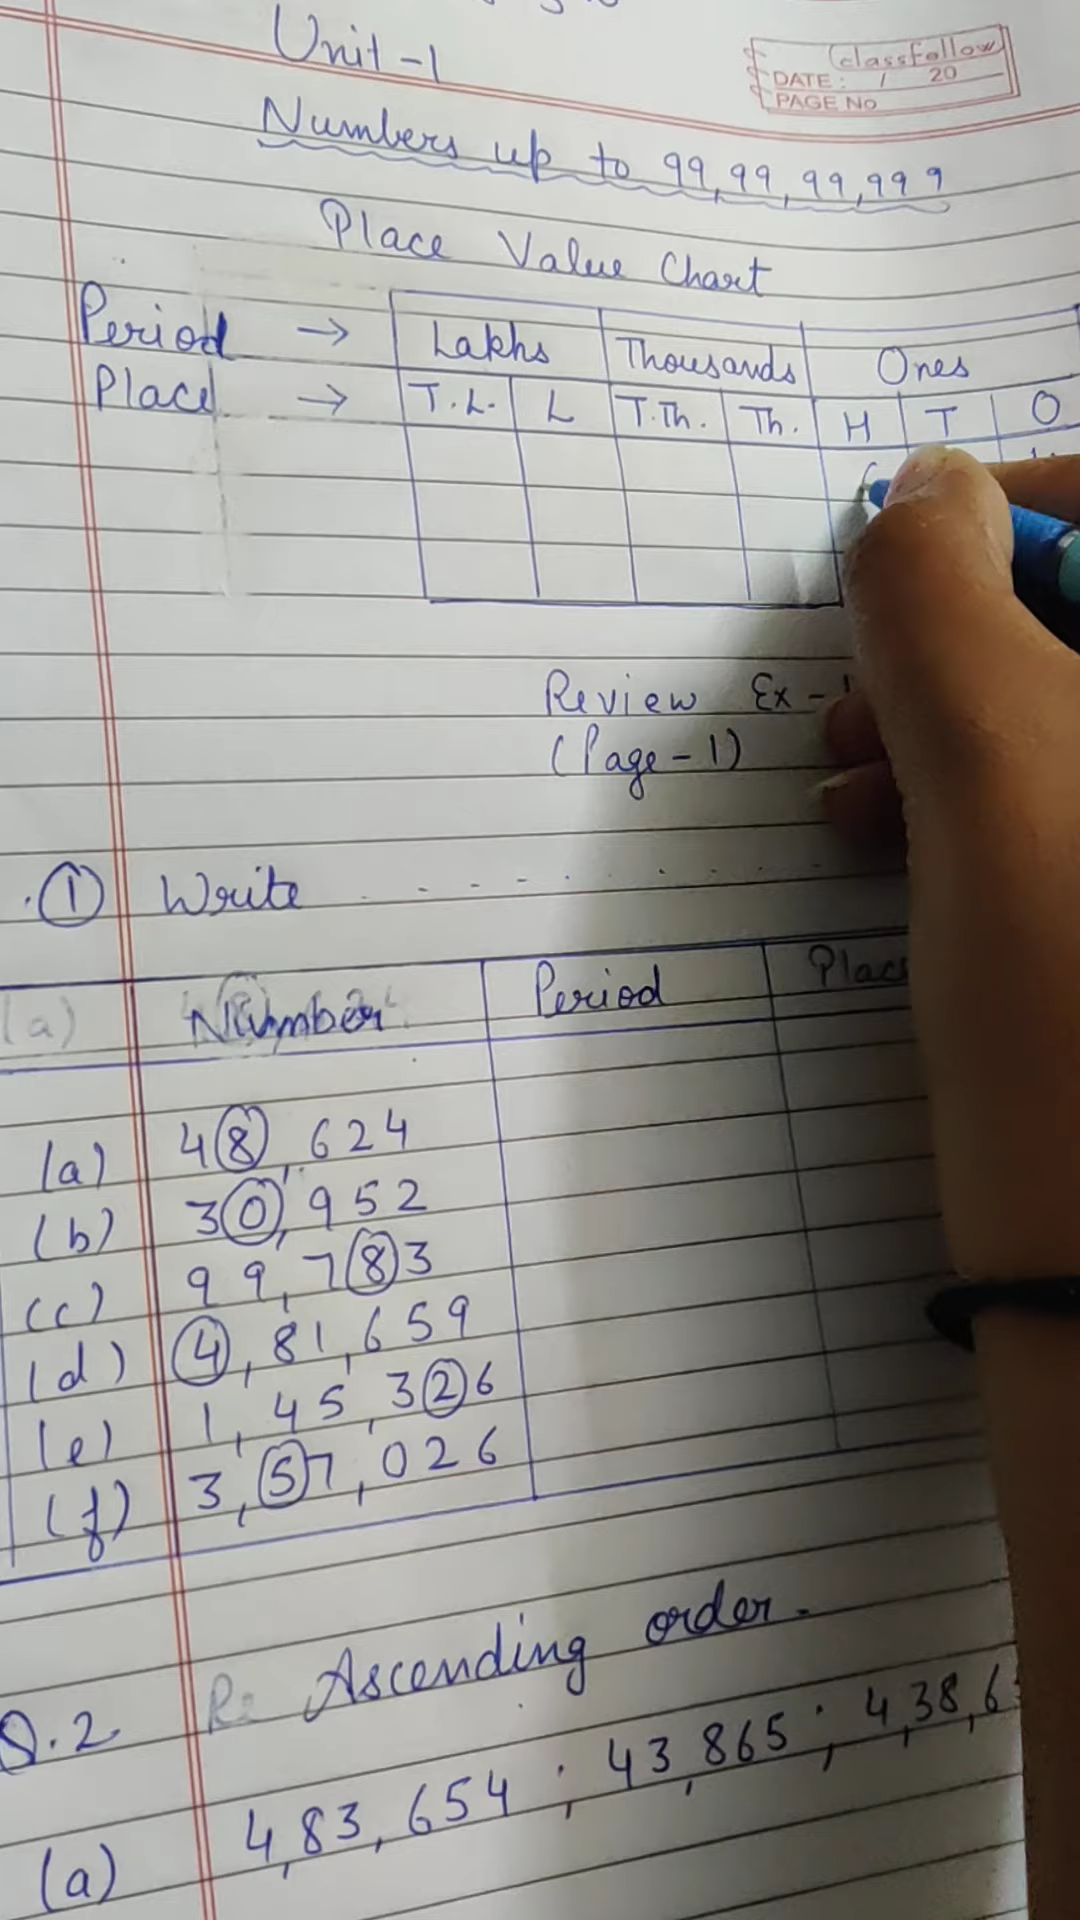 Unit-1
classfellow
DATE: / 20
PAGE NO
Numbers up to 99,99,99,999
Place Value Chart
Period → Lakhs Thousands Ones
Place → T.L. L T.Th. Th. H T O
Review Ex-
(Page-1)
① Write
(a) Number Period Place
(a) 4⑧,624
(b) 3⓪,952
(c) 99,7⑧3
(d) ④,81,659
(e) 1,45,3②6
(f) 3,⑤7,026
Q.2 Ascending order.
(a) 4,83,654; 43,865; 4,38,6